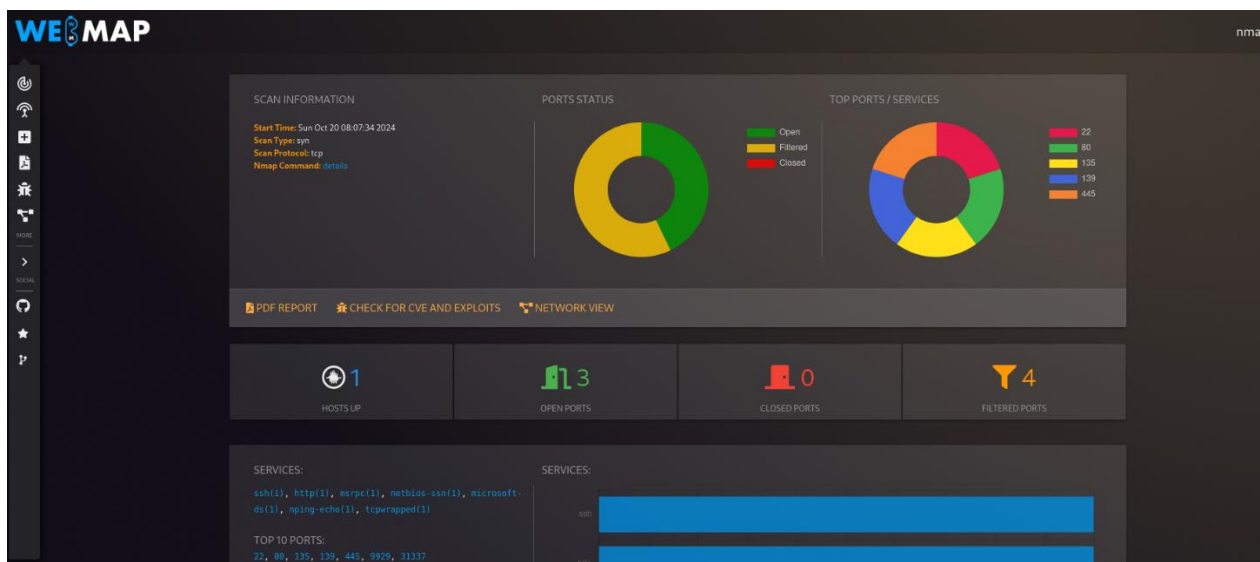 WEBMAP
nma
SCAN INFORMATION
Start Time: Sun Oct 20 08:07:34 2024
Scan Type: syn
Scan Protocol: tcp
Nmap Command: details
PORTS STATUS
Open
Filtered
Closed
TOP PORTS / SERVICES
22
80
135
139
445
MORE
SOCIAL
PDF REPORT CHECK FOR CVE AND EXPLOITS NETWORK VIEW
1
HOSTS UP
3
OPEN PORTS
0
CLOSED PORTS
4
FILTERED PORTS
SERVICES:
ssh(1), http(1), msrpc(1), netbios-ssn(1), microsoft-
ds(1), nping-echo(1), tcpwrapped(1)
TOP 10 PORTS:
22, 80, 135, 139, 445, 9929, 31337
SERVICES:
ssh